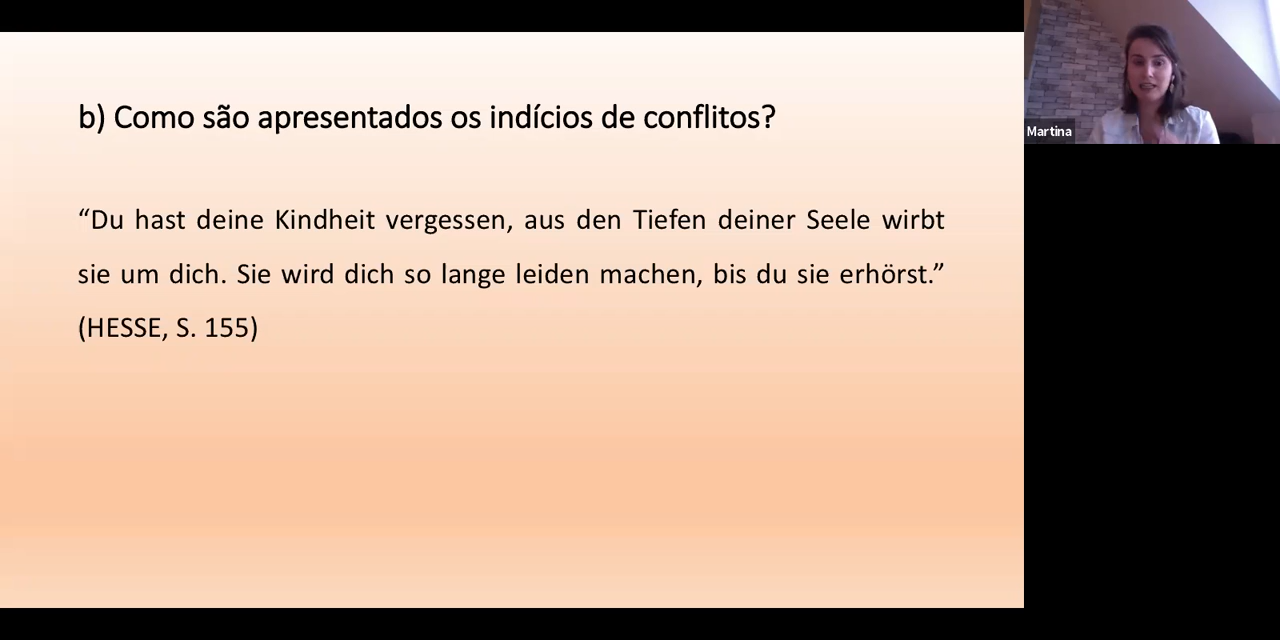 b) Como são apresentados os indícios de conflitos?
“Du hast deine Kindheit vergessen, aus den Tiefen deiner Seele wirbt
sie um dich. Sie wird dich so lange leiden machen, bis du sie erhörst.”
(HESSE, S. 155)
Martina